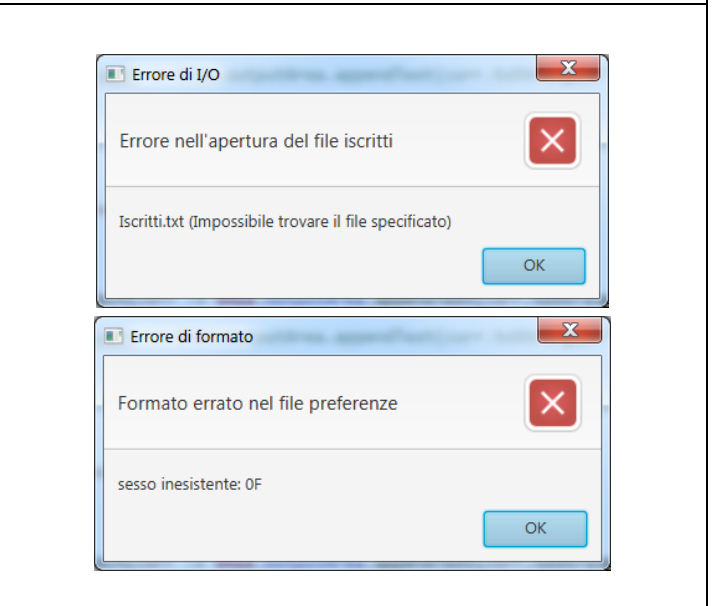 Errore di I/O
Errore nell'apertura del file iscritti
Iscritti.txt (Impossibile trovare il file specificato)
OK
Errore di formato
Formato errato nel file preferenze
sesso inesistente: 0F
OK